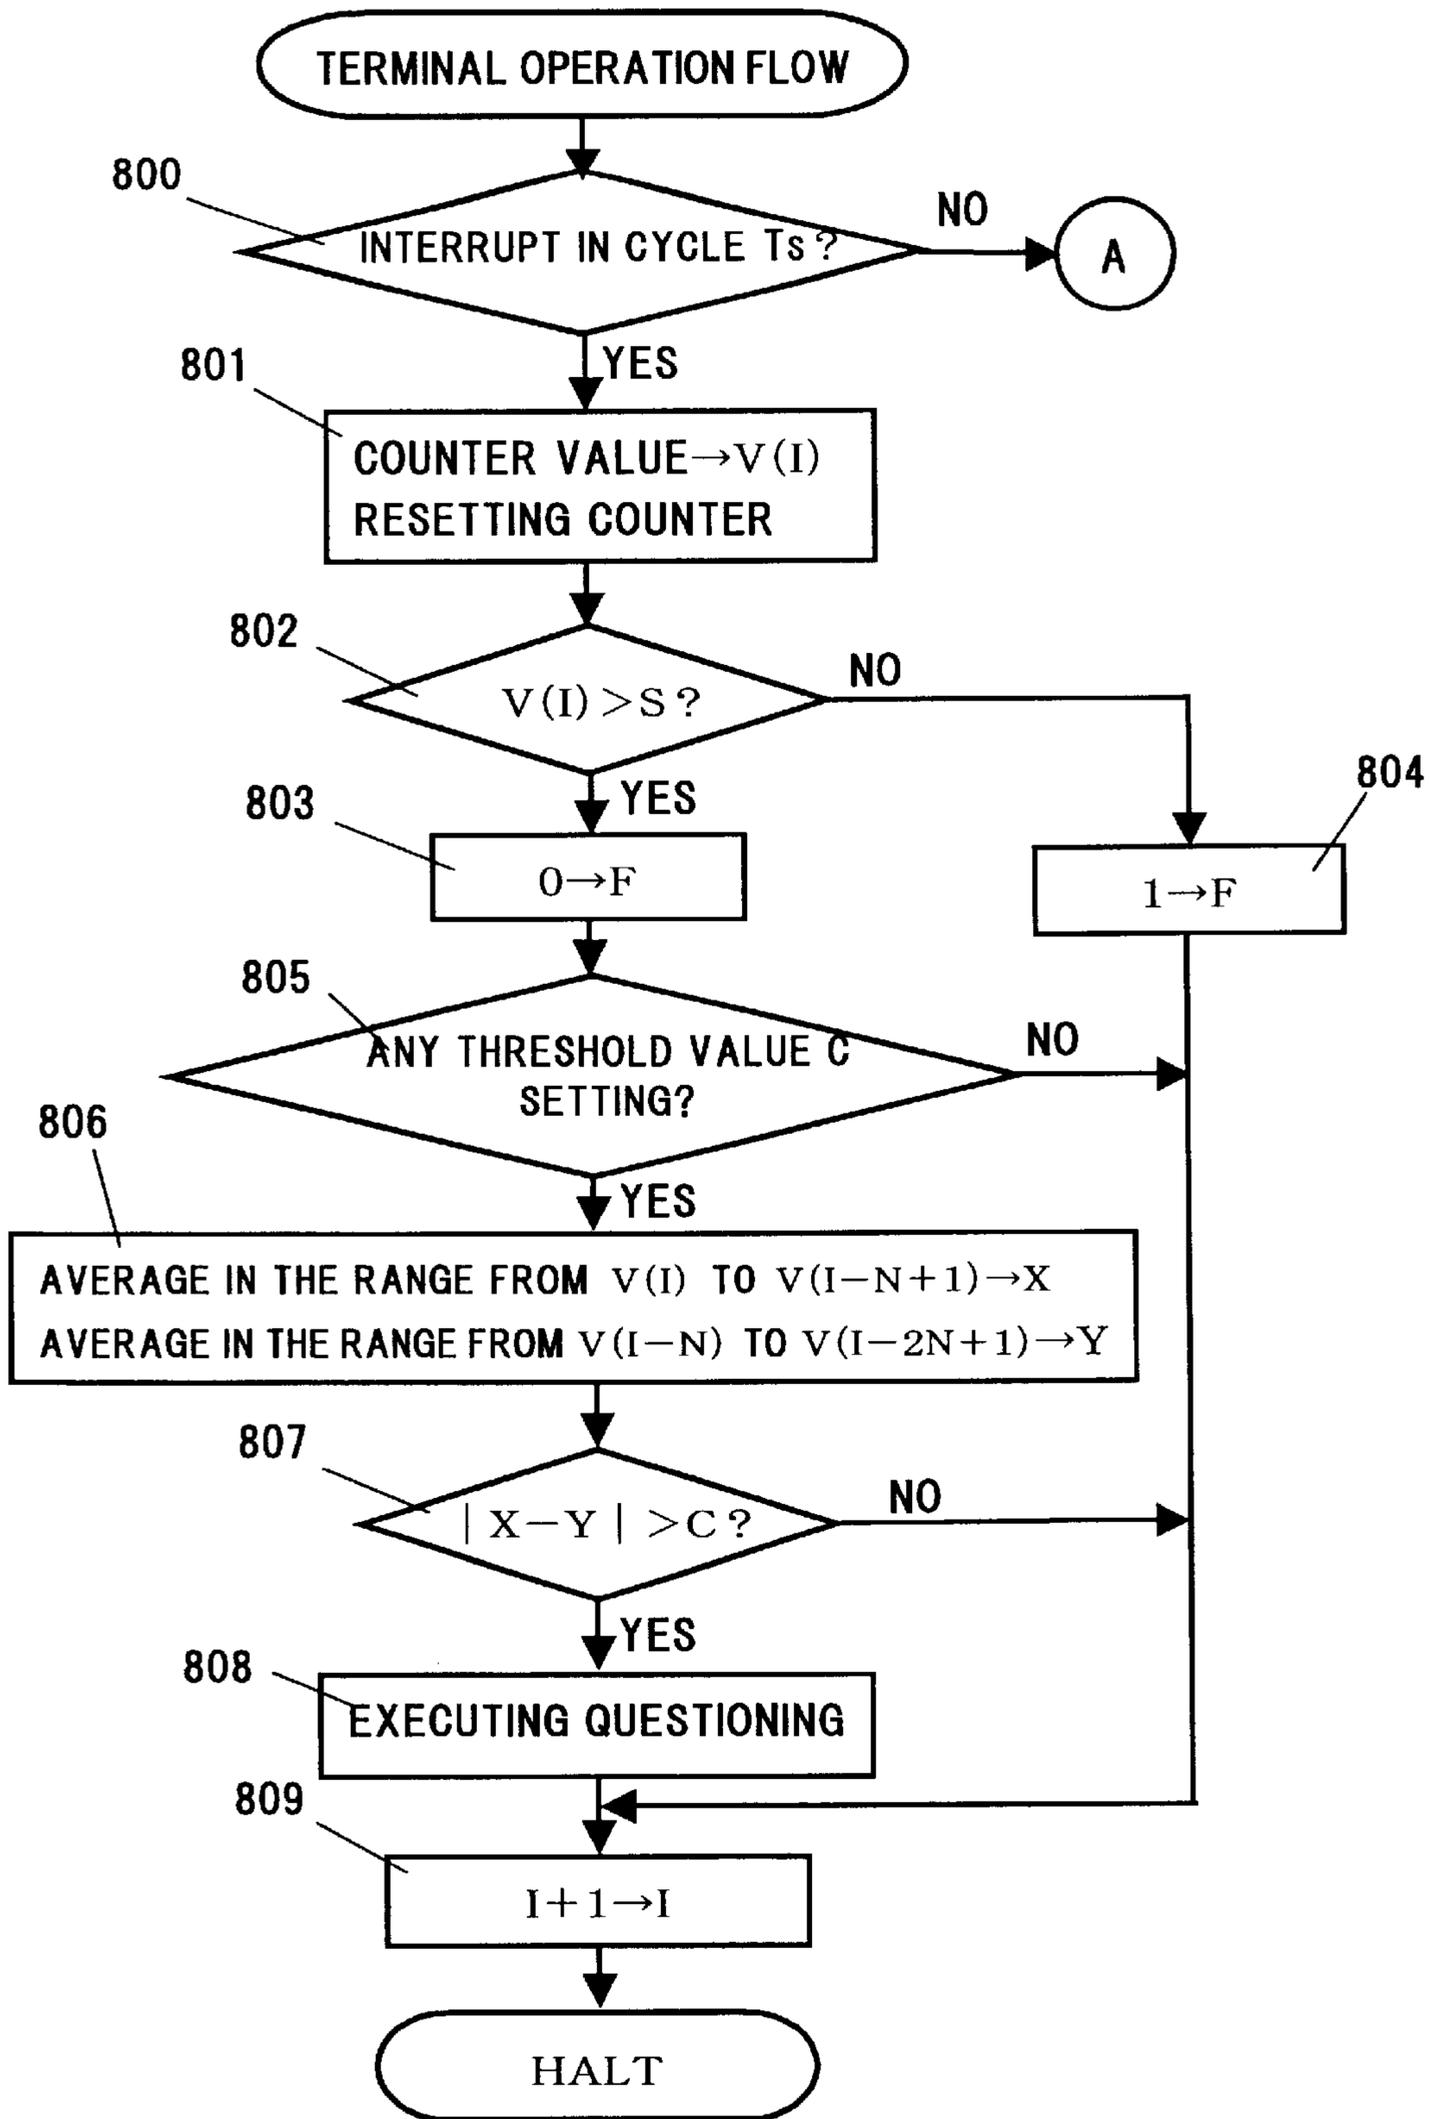 TERMINAL OPERATION FLOW
800
INTERRUPT IN CYCLE Ts?
NO
A
YES
801
COUNTER VALUE→V(I)
RESETTING COUNTER
802
V(I)>S?
NO
YES
803
0→F
804
1→F
805
ANY THRESHOLD VALUE C
SETTING?
NO
YES
806
AVERAGE IN THE RANGE FROM V(I) TO V(I-N+1)→X
AVERAGE IN THE RANGE FROM V(I-N) TO V(I-2N+1)→Y
807
|X-Y|>C?
NO
YES
808
EXECUTING QUESTIONING
809
I+1→I
HALT